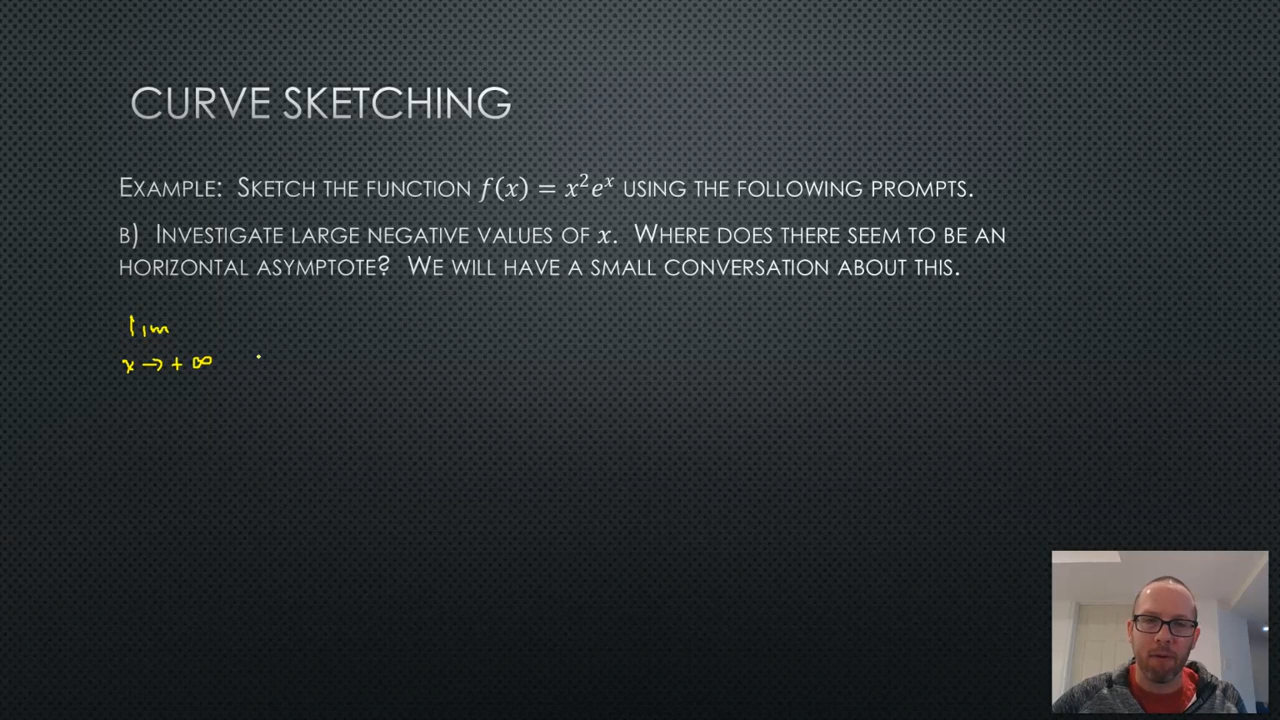 CURVE SKETCHING
EXAMPLE: SKETCH THE FUNCTION f(x) = x²eˣ USING THE FOLLOWING PROMPTS.
B) INVESTIGATE LARGE NEGATIVE VALUES OF x. WHERE DOES THERE SEEM TO BE AN
HORIZONTAL ASYMPTOTE? WE WILL HAVE A SMALL CONVERSATION ABOUT THIS.
lim
x → + ∞